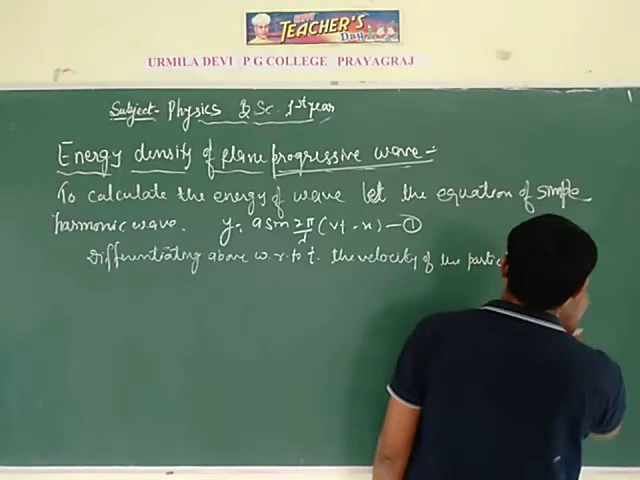 HAPPY
TEACHER'S
Day
URMILA DEVI P G COLLEGE PRAYAGRAJ
Subject - Physics B.Sc. 1st year
Energy density of plane progressive wave -
To calculate the energy of wave let the equation of simple
harmonic wave. y = a sin 2π/λ (vt - x) — ①
Differentiating above w.r.to t. the velocity of the partic